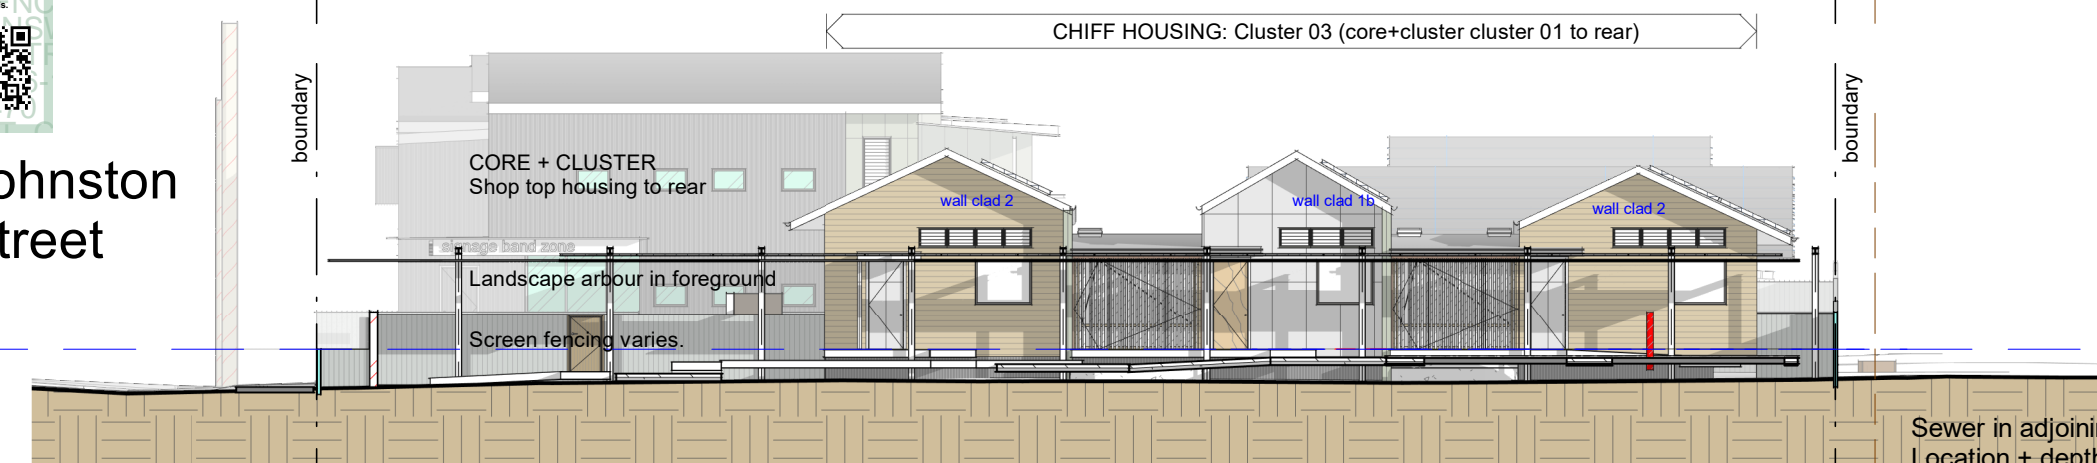 s.
CHIFF HOUSING: Cluster 03 (core+cluster cluster 01 to rear)
boundary
boundary
CORE + CLUSTER
Shop top housing to rear
ohnston
treet
wall clad 2
wall clad 1b
wall clad 2
signage band zone
Landscape arbour in foreground
Screen fencing varies.
Sewer in adjoini
Location + depth